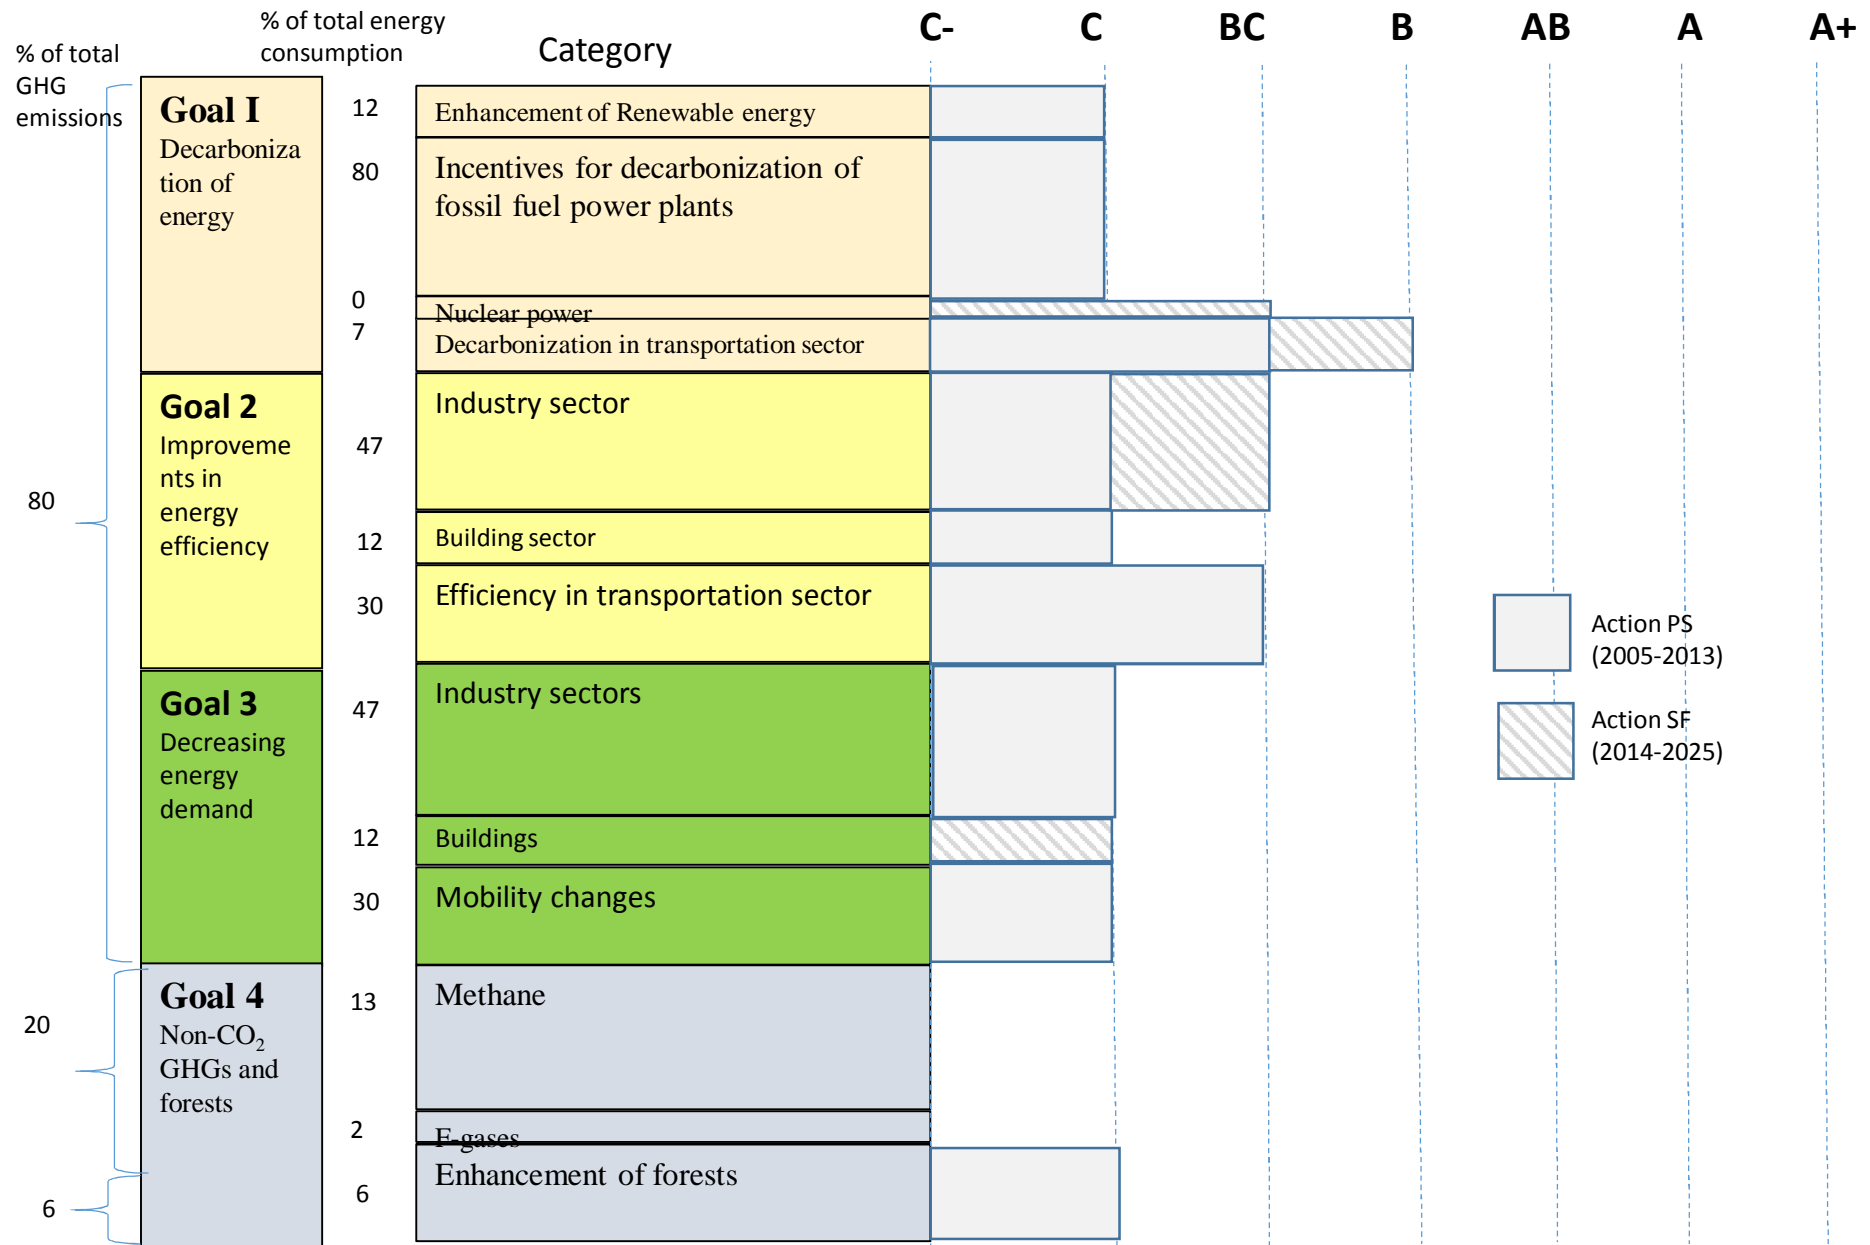 % of total
GHG
emissions
% of total energy
consumption
Category
C-
C
BC
B
AB
A
A+
Goal I
Decarboniza
tion of
energy
12
Enhancement of Renewable energy
80
Incentives for decarbonization of
fossil fuel power plants
0
Nuclear power
7
Decarbonization in transportation sector
80
Goal 2
Improveme
nts in
energy
efficiency
47
Industry sector
12
Building sector
30
Efficiency in transportation sector
Action PS
(2005-2013)
Action SF
(2014-2025)
Goal 3
Decreasing
energy
demand
47
Industry sectors
12
Buildings
30
Mobility changes
20
6
Goal 4
Non-CO₂
GHGs and
forests
13
Methane
2
F-gases
6
Enhancement of forests